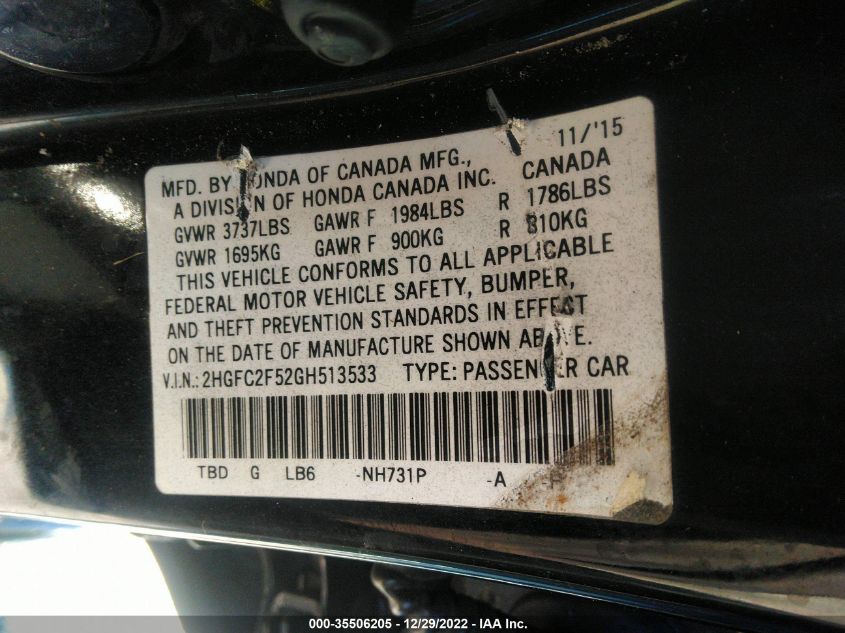 11/'15
MFD. BY HONDA OF CANADA MFG., CANADA
A DIVISION OF HONDA CANADA INC.
GVWR 3737LBS GAWR F 1984LBS R 1786LBS
GVWR 1695KG GAWR F 900KG R 810KG
THIS VEHICLE CONFORMS TO ALL APPLICABLE
FEDERAL MOTOR VEHICLE SAFETY, BUMPER,
AND THEFT PREVENTION STANDARDS IN EFFECT
ON THE DATE OF MANUFACTURE SHOWN ABOVE.
V.I.N.: 2HGFC2F52GH513533 TYPE: PASSENGER CAR
TBD G LB6 -NH731P -A
000-35506205 - 12/29/2022 - IAA Inc.